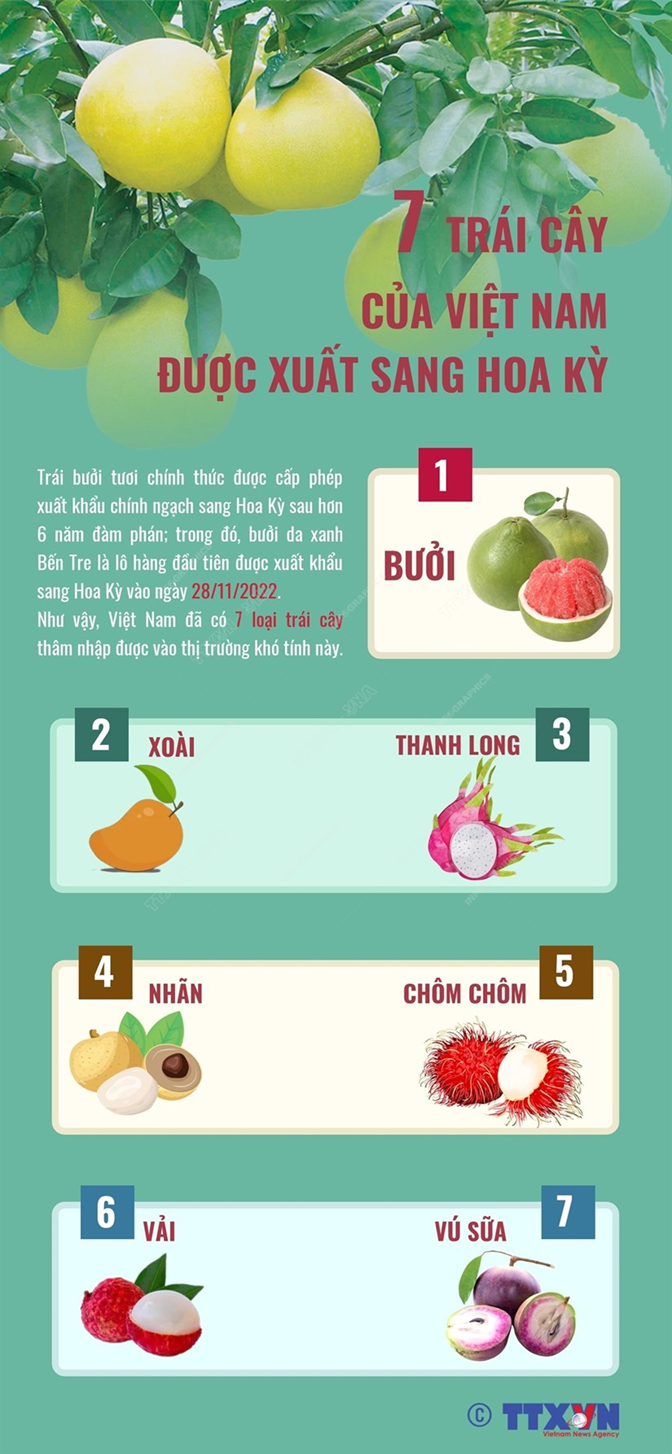 7 TRÁI CÂY
CỦA VIỆT NAM
ĐƯỢC XUẤT SANG HOA KỲ
Trái bưởi tươi chính thức được cấp phép
xuất khẩu chính ngạch sang Hoa Kỳ sau hơn
6 năm đàm phán; trong đó, bưởi da xanh
Bến Tre là lô hàng đầu tiên được xuất khẩu
sang Hoa Kỳ vào ngày 28/11/2022.
Như vậy, Việt Nam đã có 7 loại trái cây
thâm nhập được vào thị trường khó tính này.
1
BƯỞI
2
XOÀI
THANH LONG
3
4
NHÃN
CHÔM CHÔM
5
6
VẢI
VÚ SỮA
7
© TTXVN
Vietnam News Agency